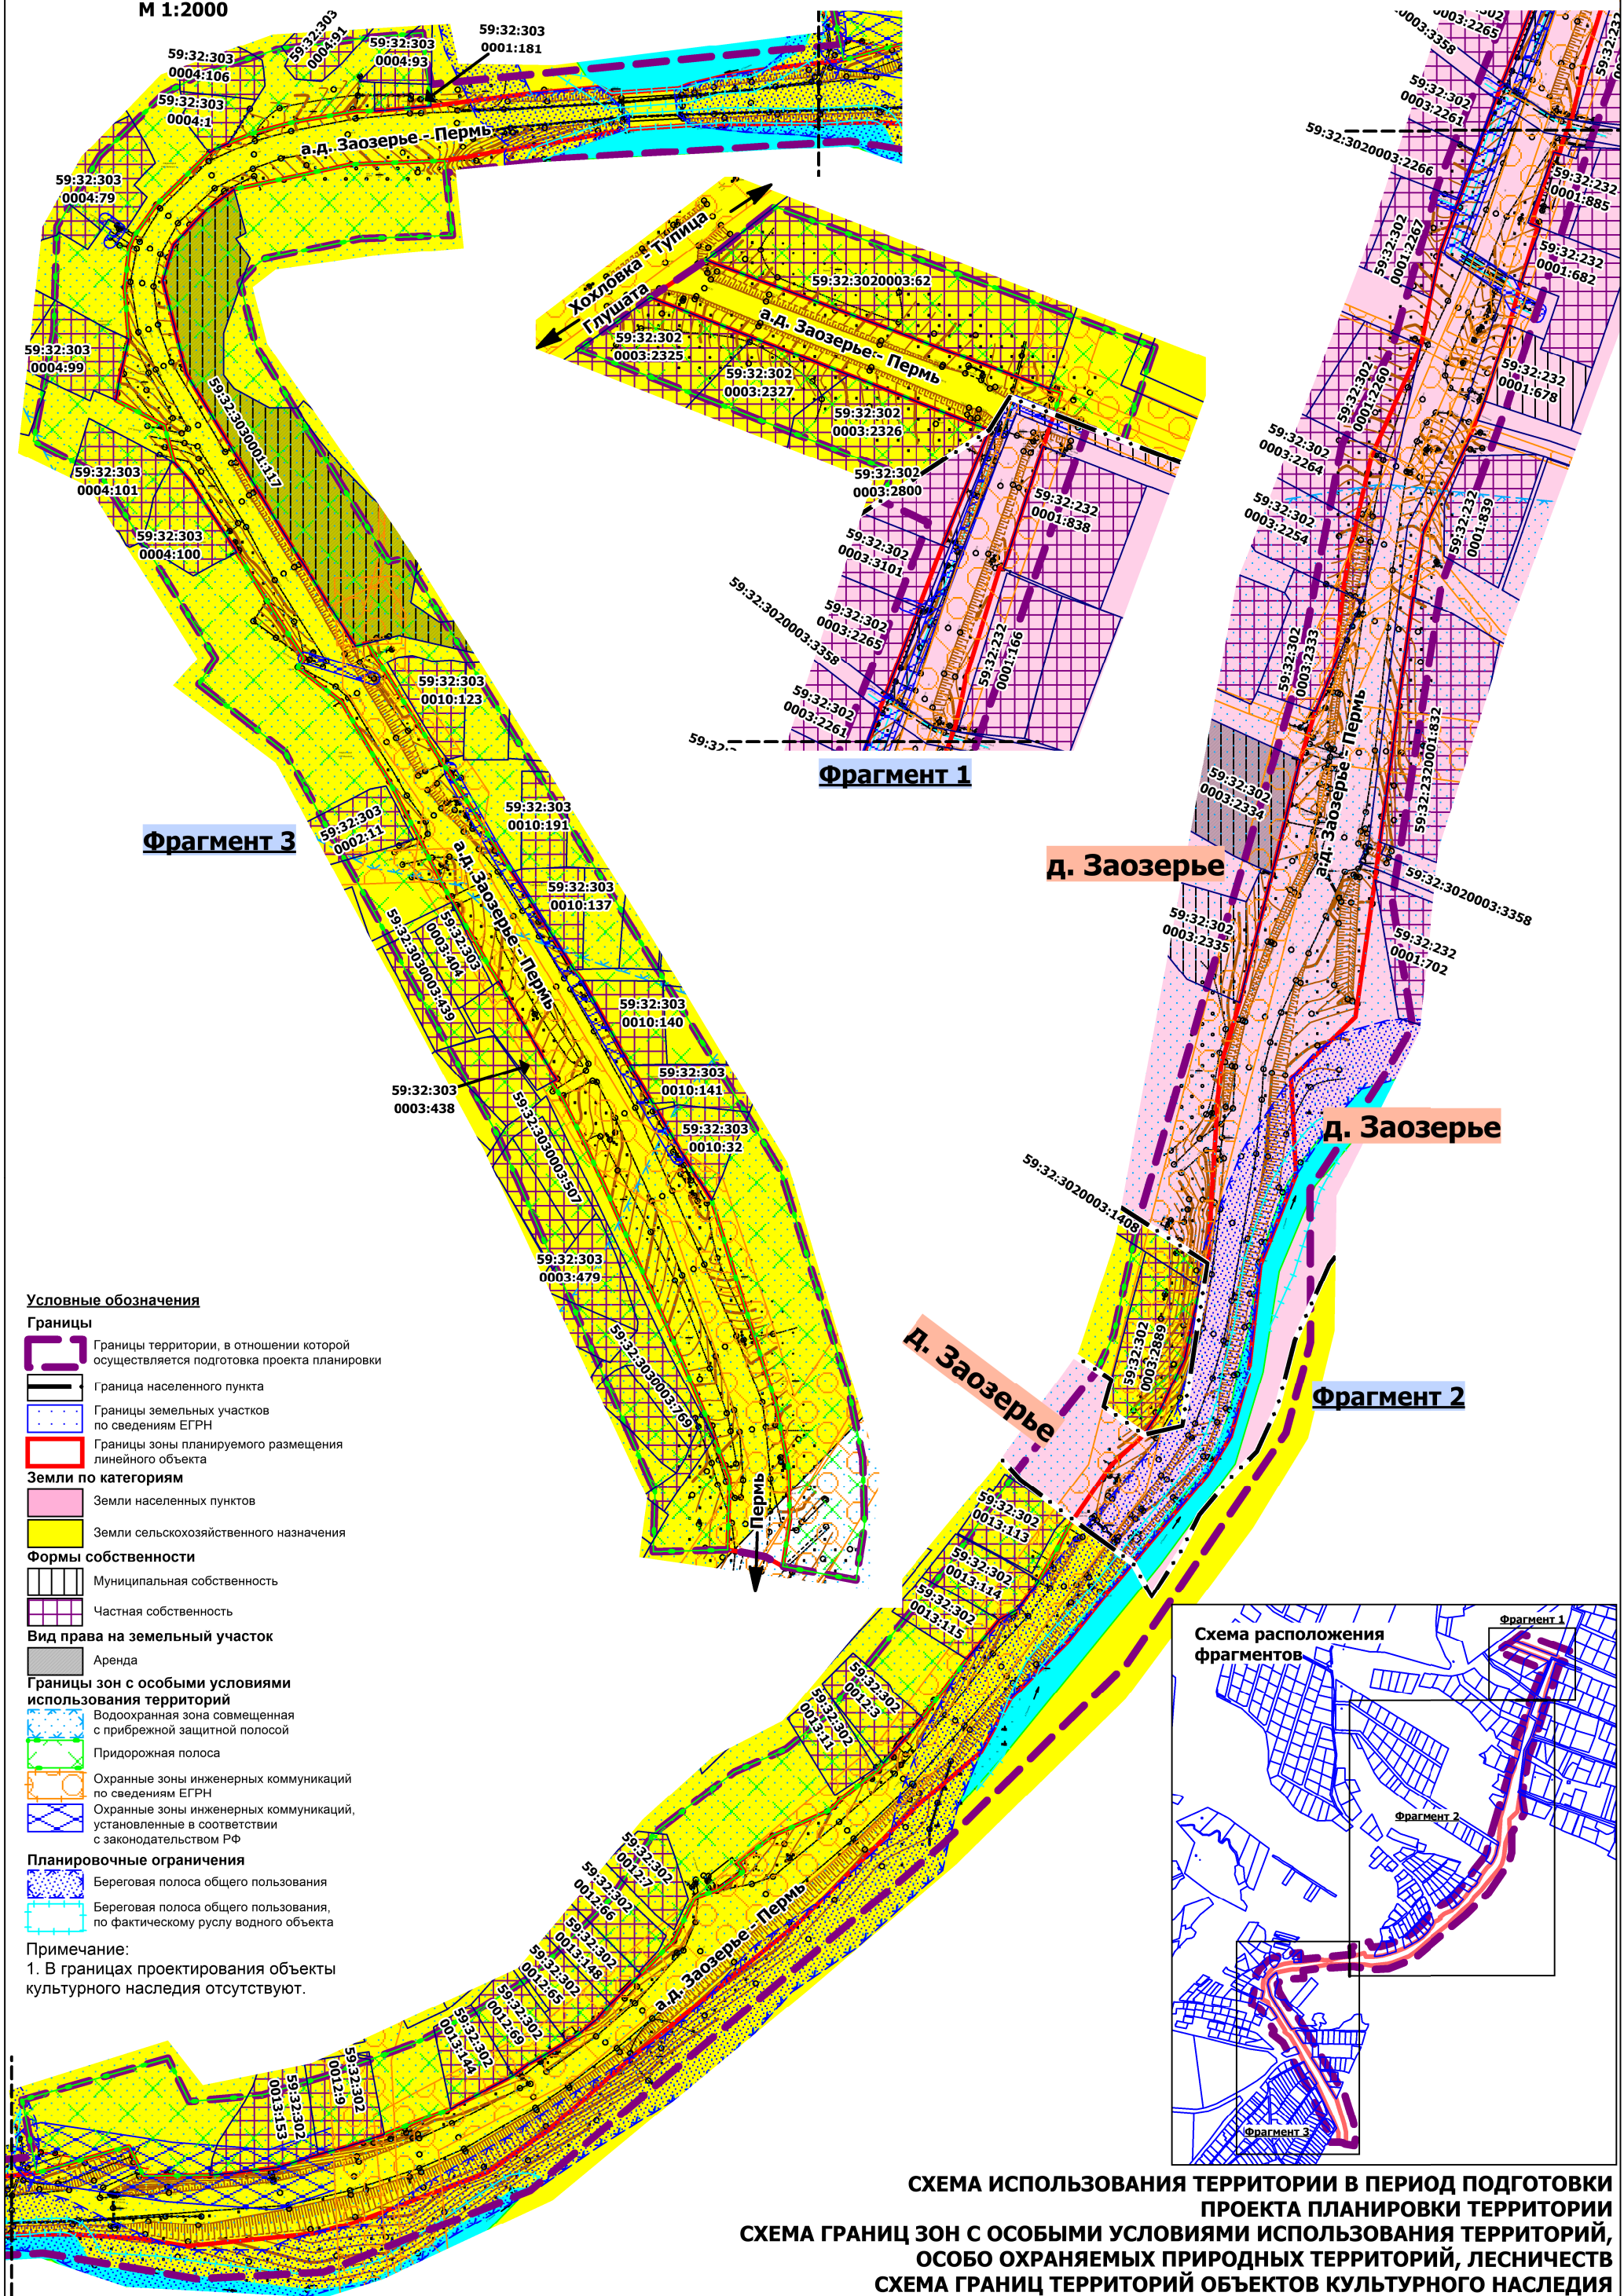 М 1:2000
59:32:303
0004:106
59:32:303
0004:91
59:32:303
0004:93
59:32:303
0001:181
59:32:303
0004:1
а.д. Заозерье - Пермь
59:32:303
0004:79
59:32:303
0004:99
59:32:3030001:117
59:32:303
0004:101
59:32:303
0004:100
59:32:303
0010:123
59:32:303
0002:11
59:32:303
0010:191
59:32:303
0010:137
а.д. Заозерье - Пермь
59:32:303
0003:404
59:32:3030003:439
59:32:303
0010:140
59:32:303
0003:438
59:32:303
0010:141
59:32:303
0010:32
59:32:3030003:507
59:32:303
0003:479
59:32:3030003:769
Пермь
Фрагмент 3
Хохловка - Тупица
Глушата
59:32:3020003:62
а.д. Заозерье - Пермь
59:32:302
0003:2325
59:32:302
0003:2327
59:32:302
0003:2326
59:32:302
0003:2800
59:32:232
0001:838
59:32:302
0003:3101
59:32:302
0003:2265
59:32:3020003:3358
59:32:232
0001:166
59:32:302
0003:2261
Фрагмент 1
0003:3358
0003:2265
59:32:302
0003:2261
59:32:3020003:2266
59:32:232
0001:885
59:32:302
0001:2267
59:32:232
0001:682
59:32:302
0001:2260
59:32:232
0001:678
59:32:302
0003:2264
59:32:302
0003:2254
59:32:232
0001:839
59:32:302
0003:2333
а.д. Заозерье - Пермь
59:32:2320001:832
59:32:302
0003:2334
д. Заозерье
59:32:3020003:3358
59:32:302
0003:2335
59:32:232
0001:702
д. Заозерье
59:32:3020003:1408
59:32:302
0003:2889
д. Заозерье
Фрагмент 2
59:32:302
0013:113
59:32:302
0013:114
59:32:302
0013:115
59:32:302
0012:3
59:32:302
0013:11
59:32:302
0012:7
59:32:302
0012:66
59:32:302
0013:148
59:32:302
0012:65
59:32:302
0012:69
59:32:302
0013:144
59:32:302
0012:9
59:32:302
0013:153
а.д. Заозерье - Пермь
Условные обозначения
Границы
Границы территории, в отношении которой
осуществляется подготовка проекта планировки
Граница населенного пункта
Границы земельных участков
по сведениям ЕГРН
Границы зоны планируемого размещения
линейного объекта
Земли по категориям
Земли населенных пунктов
Земли сельскохозяйственного назначения
Формы собственности
Муниципальная собственность
Частная собственность
Вид права на земельный участок
Аренда
Границы зон с особыми условиями
использования территорий
Водоохранная зона совмещенная
с прибрежной защитной полосой
Придорожная полоса
Охранные зоны инженерных коммуникаций
по сведениям ЕГРН
Охранные зоны инженерных коммуникаций,
установленные в соответствии
с законодательством РФ
Планировочные ограничения
Береговая полоса общего пользования
Береговая полоса общего пользования,
по фактическому руслу водного объекта
Примечание:
1. В границах проектирования объекты
культурного наследия отсутствуют.
Схема расположения
фрагментов
Фрагмент 1
Фрагмент 2
Фрагмент 3
СХЕМА ИСПОЛЬЗОВАНИЯ ТЕРРИТОРИИ В ПЕРИОД ПОДГОТОВКИ
ПРОЕКТА ПЛАНИРОВКИ ТЕРРИТОРИИ
СХЕМА ГРАНИЦ ЗОН С ОСОБЫМИ УСЛОВИЯМИ ИСПОЛЬЗОВАНИЯ ТЕРРИТОРИЙ,
ОСОБО ОХРАНЯЕМЫХ ПРИРОДНЫХ ТЕРРИТОРИЙ, ЛЕСНИЧЕСТВ
СХЕМА ГРАНИЦ ТЕРРИТОРИЙ ОБЪЕКТОВ КУЛЬТУРНОГО НАСЛЕДИЯ